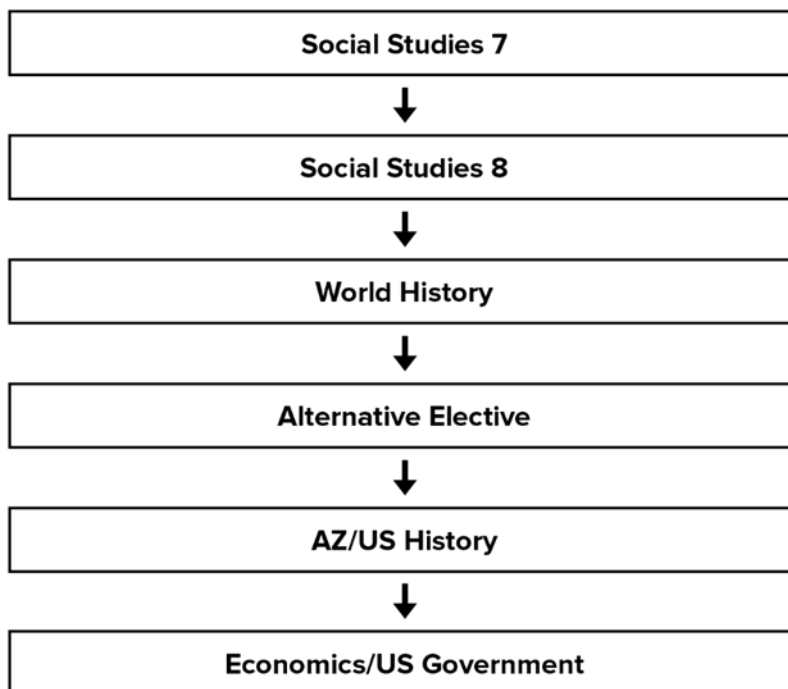 Social Studies 7
Social Studies 8
World History
Alternative Elective
AZ/US History
Economics/US Government